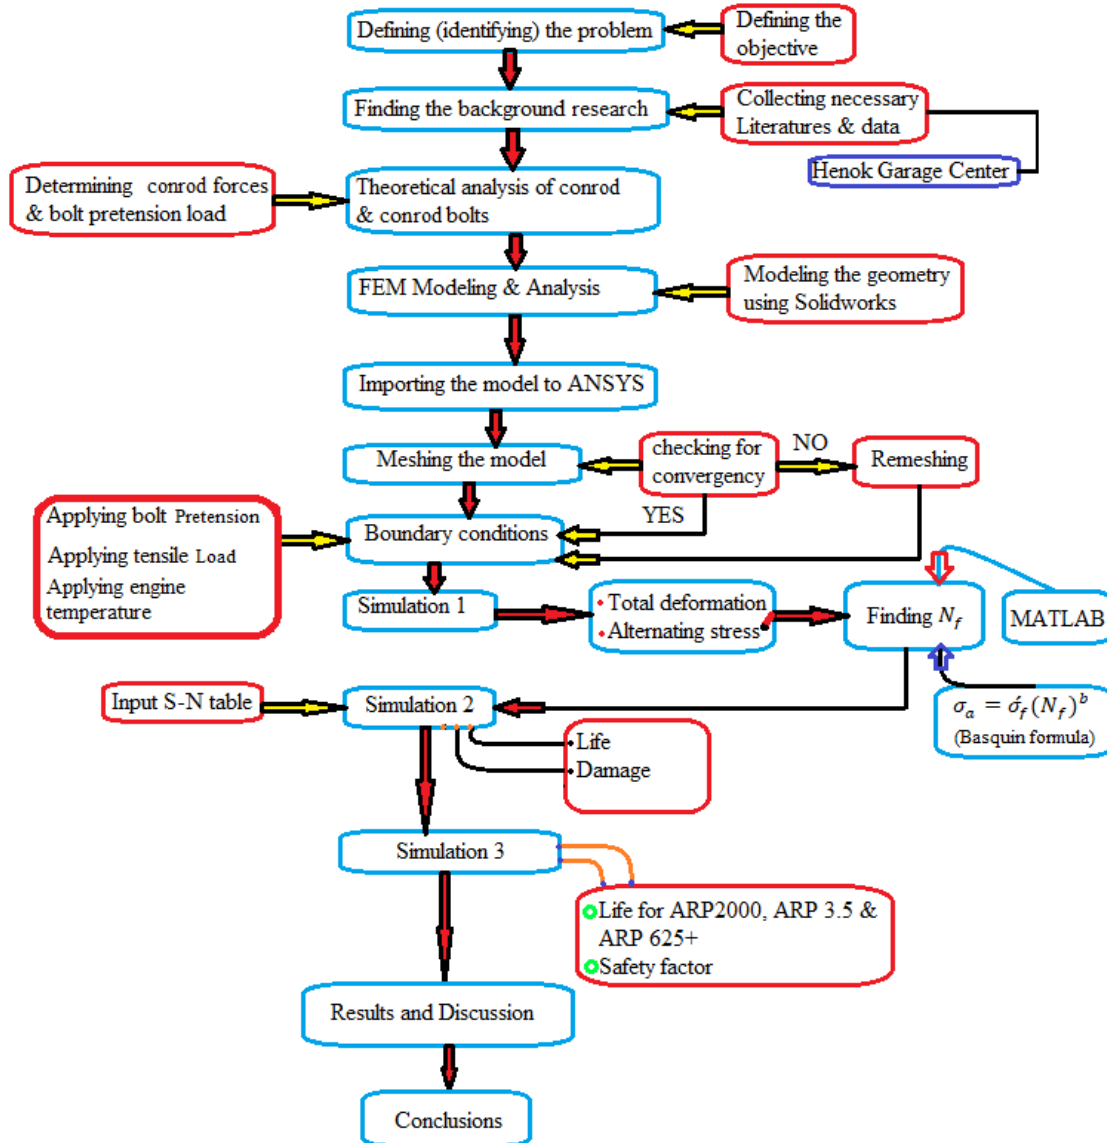 Defining (identifying) the problem
Defining the
objective
Finding the background research
Collecting necessary
Literatures & data
Henok Garage Center
Determining conrod forces
& bolt pretension load
Theoretical analysis of conrod
& conrod bolts
FEM Modeling & Analysis
Modeling the geometry
using Solidworks
Importing the model to ANSYS
Meshing the model
checking for
convergency
NO
Remeshing
YES
Applying bolt Pretension
Applying tensile Load
Applying engine
temperature
Boundary conditions
Simulation 1
• Total deformation
• Alternating stress
Finding N_f
MATLAB
Input S-N table
Simulation 2
σ_a = σ́_f(N_f)^b
(Basquin formula)
• Life
• Damage
Simulation 3
Life for ARP2000, ARP 3.5 &
ARP 625+
Safety factor
Results and Discussion
Conclusions